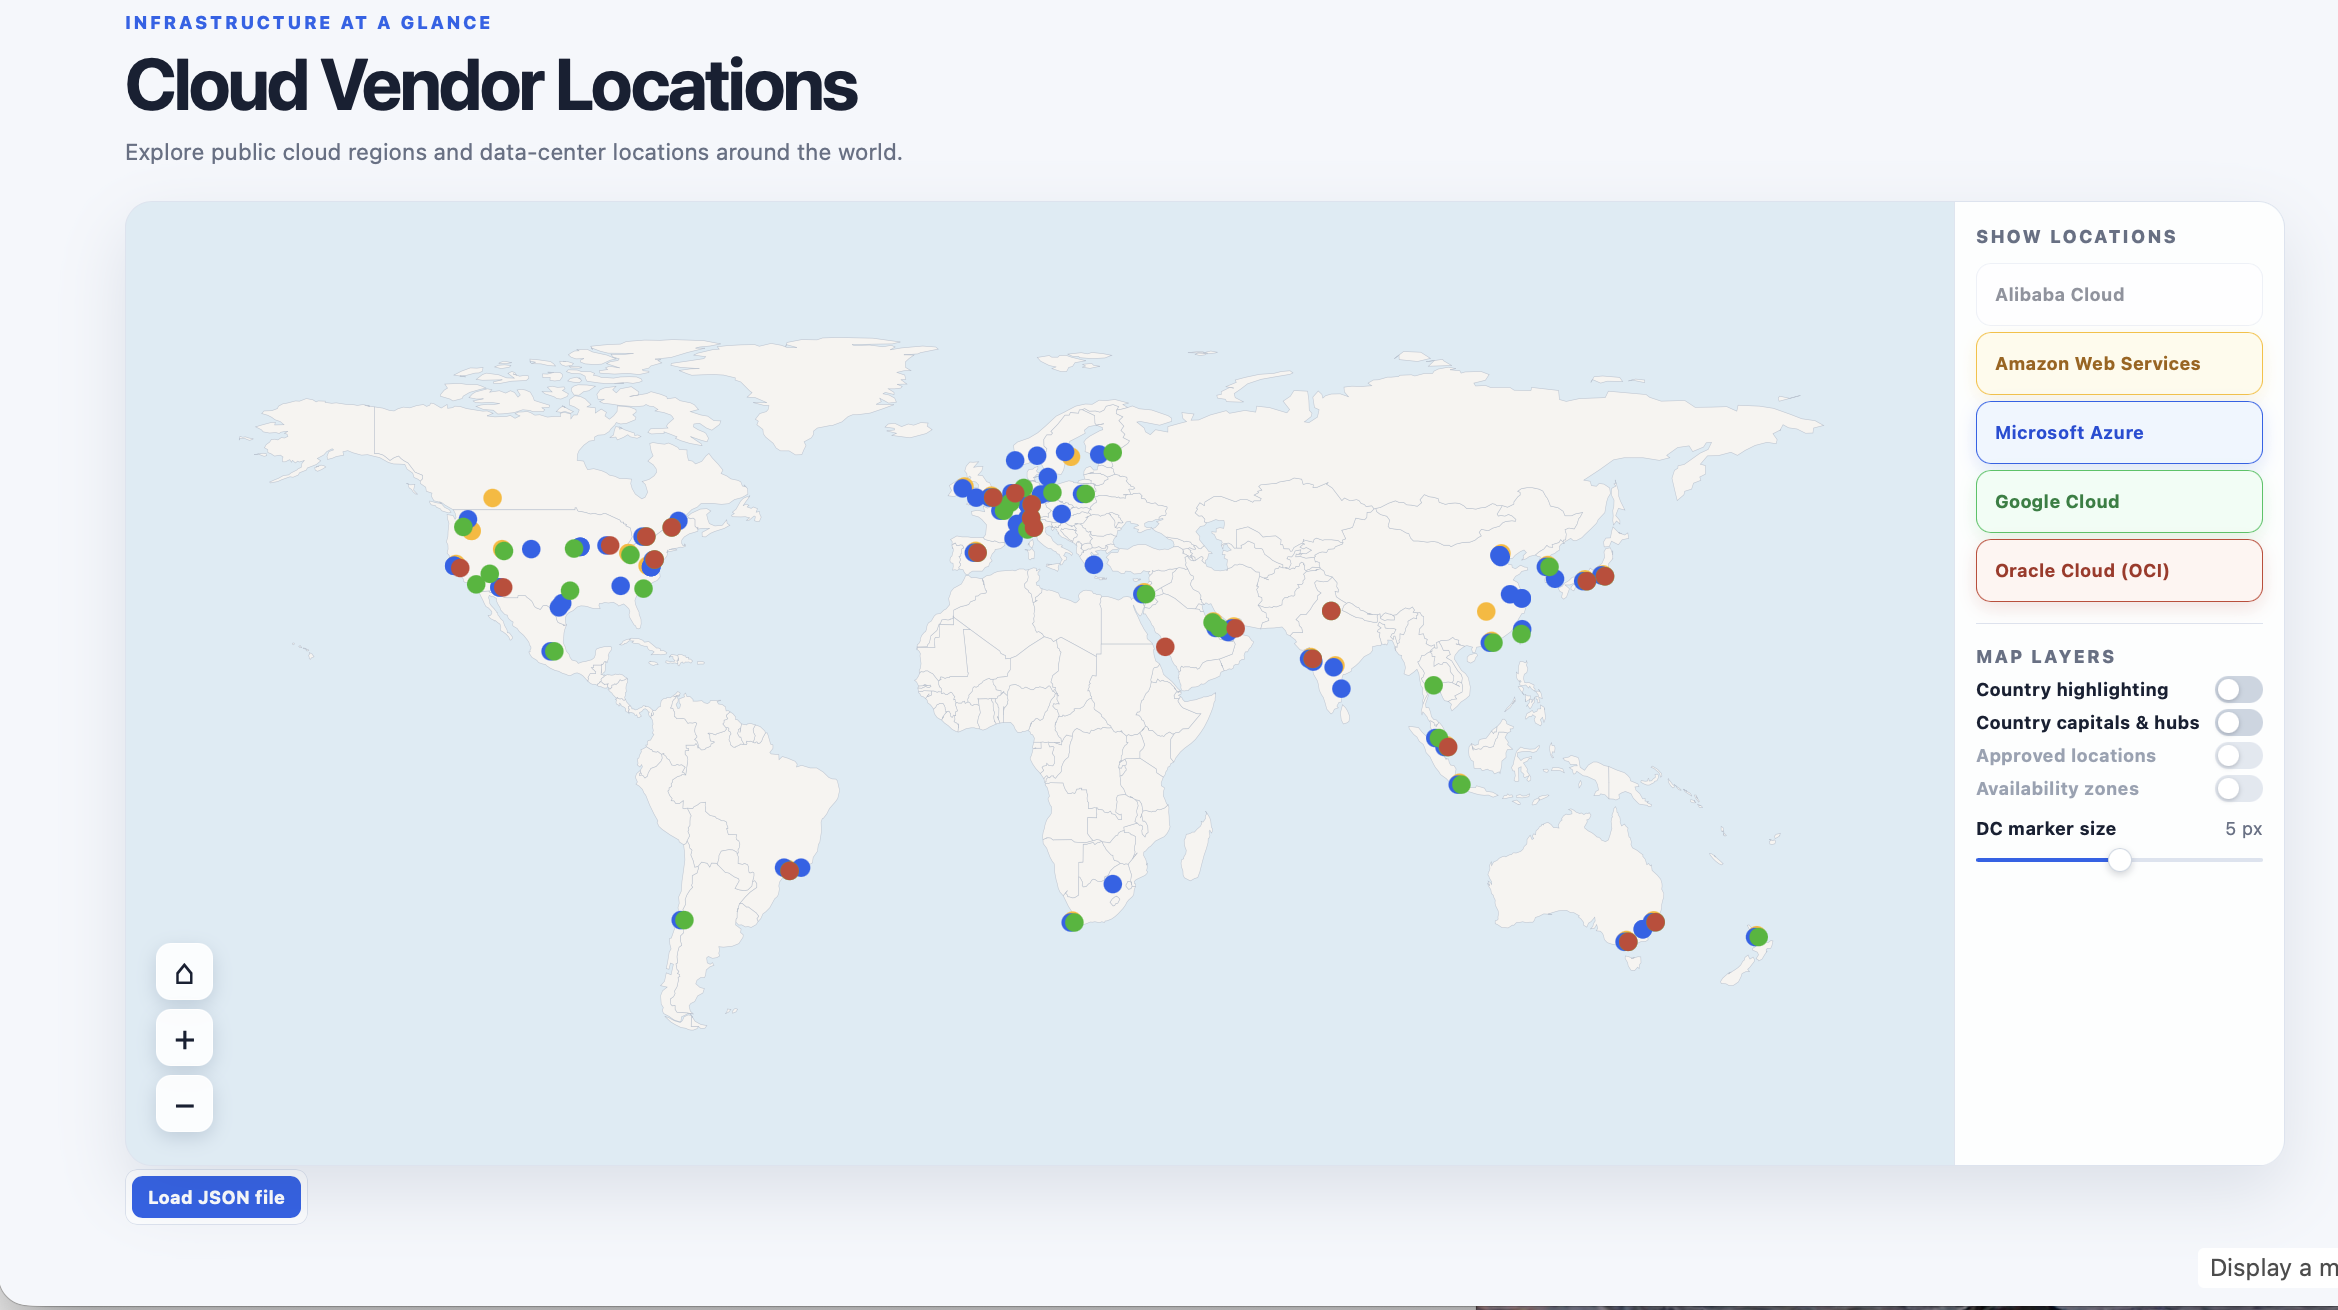 INFRASTRUCTURE AT A GLANCE
Cloud Vendor Locations
Explore public cloud regions and data-center locations around the world.
SHOW LOCATIONS
Alibaba Cloud
Amazon Web Services
Microsoft Azure
Google Cloud
Oracle Cloud (OCI)
MAP LAYERS
Country highlighting
Country capitals & hubs
Approved locations
Availability zones
DC marker size 5 px
+
−
Load JSON file
Display a m